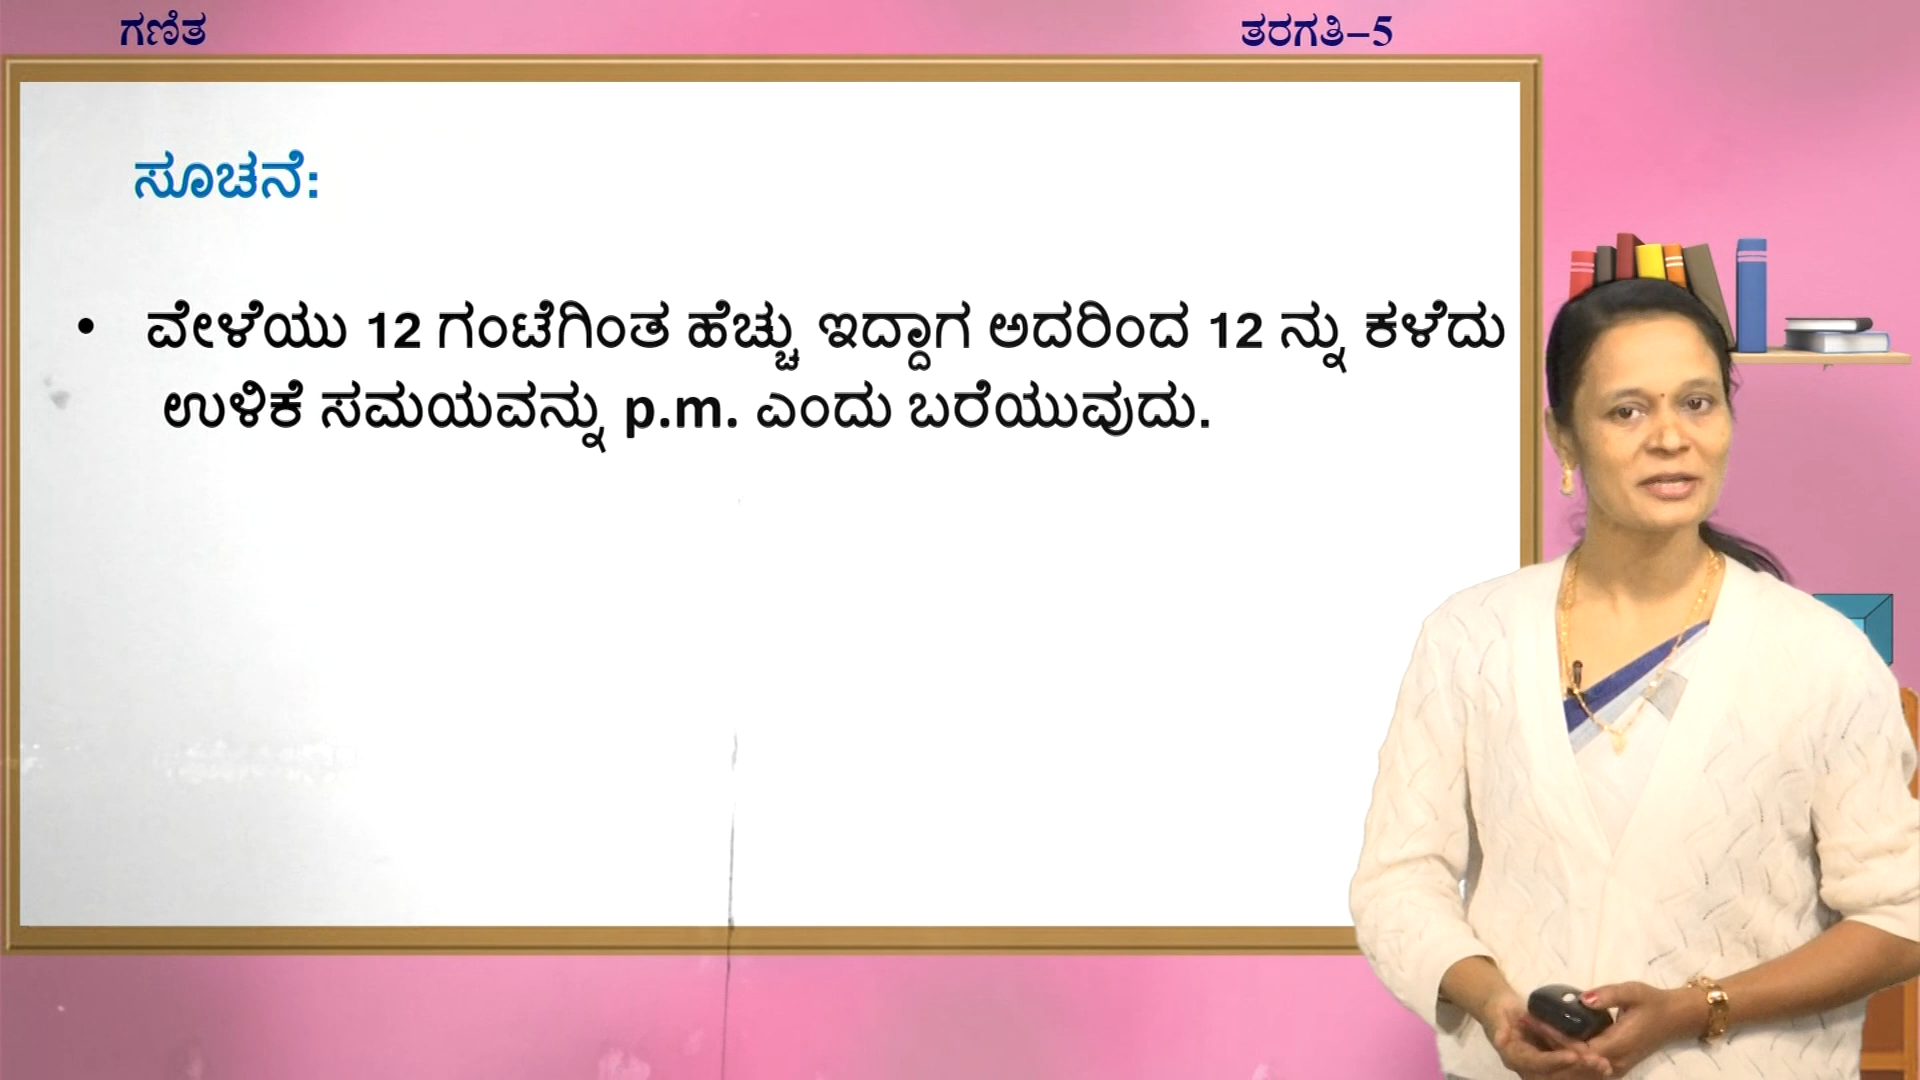 ಗಣಿತ
ತರಗತಿ–5
ಸೂಚನೆ:
• ವೇಳೆಯು 12 ಗಂಟೆಗಿಂತ ಹೆಚ್ಚು ಇದ್ದಾಗ ಅದರಿಂದ 12 ನ್ನು ಕಳೆದು
ಉಳಿಕೆ ಸಮಯವನ್ನು p.m. ಎಂದು ಬರೆಯುವುದು.